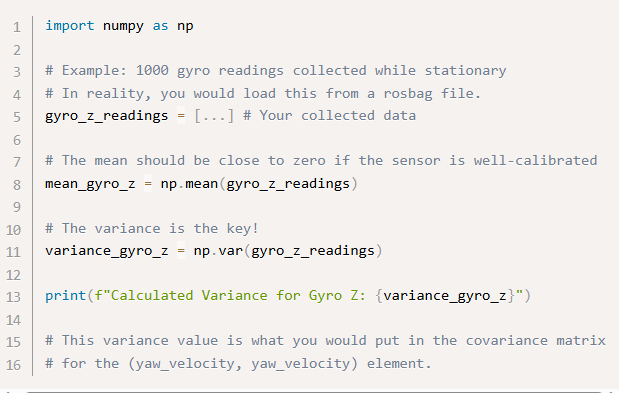 1 import numpy as np
2
3 # Example: 1000 gyro readings collected while stationary
4 # In reality, you would load this from a rosbag file.
5 gyro_z_readings = [...] # Your collected data
6
7 # The mean should be close to zero if the sensor is well-calibrated
8 mean_gyro_z = np.mean(gyro_z_readings)
9
10 # The variance is the key!
11 variance_gyro_z = np.var(gyro_z_readings)
12
13 print(f"Calculated Variance for Gyro Z: {variance_gyro_z}")
14
15 # This variance value is what you would put in the covariance matrix
16 # for the (yaw_velocity, yaw_velocity) element.